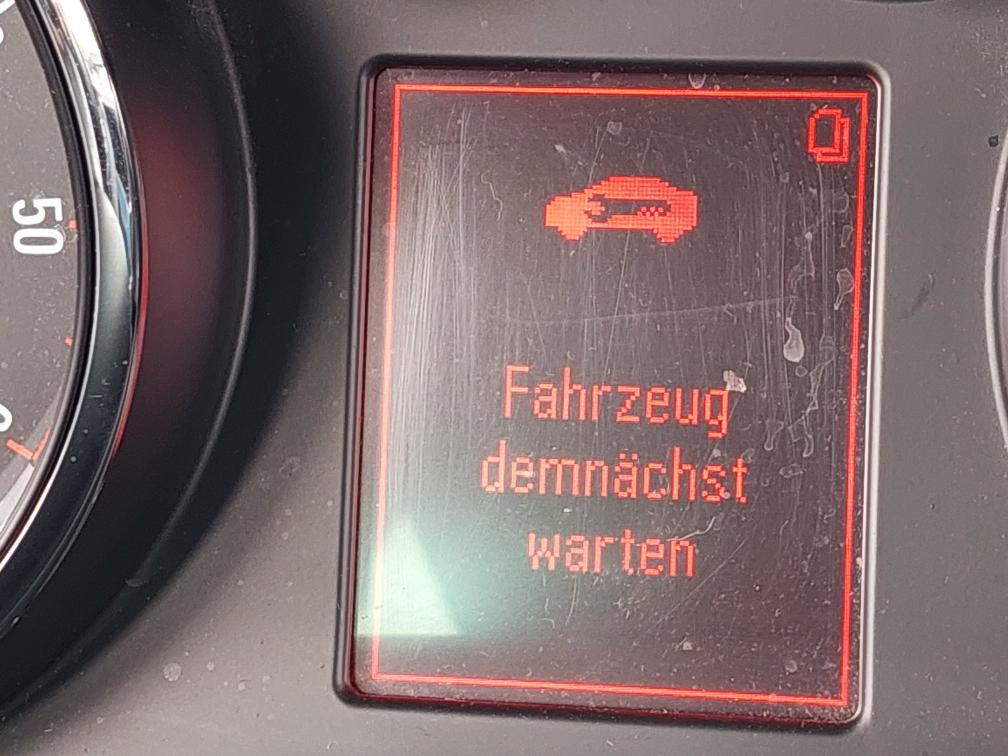 50
Fahrzeug
demnächst
warten